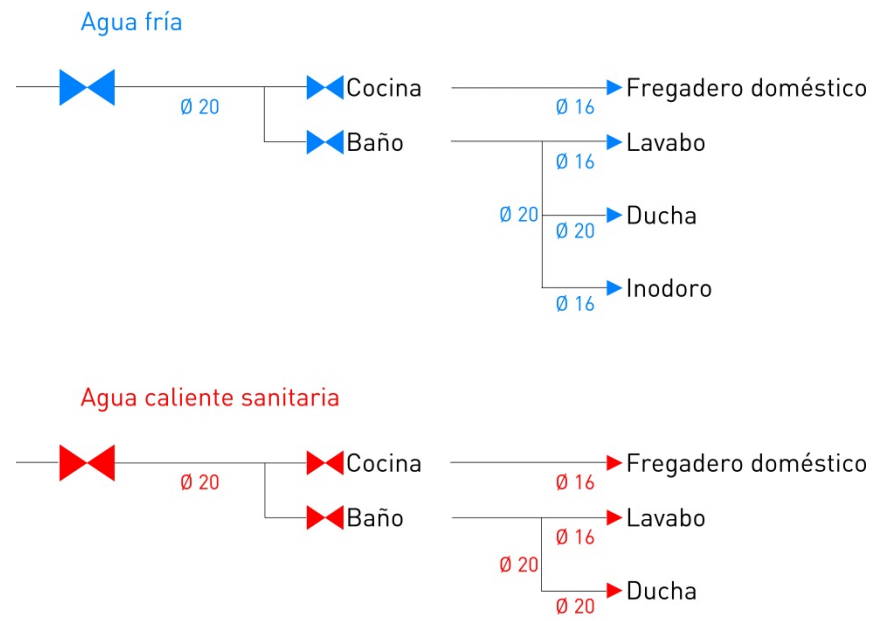 Agua fría
Cocina
Fregadero doméstico
Ø 20
Ø 16
Baño
Lavabo
Ø 16
Ø 20
Ducha
Ø 20
Inodoro
Ø 16
Agua caliente sanitaria
Cocina
Fregadero doméstico
Ø 20
Ø 16
Baño
Lavabo
Ø 16
Ø 20
Ducha
Ø 20